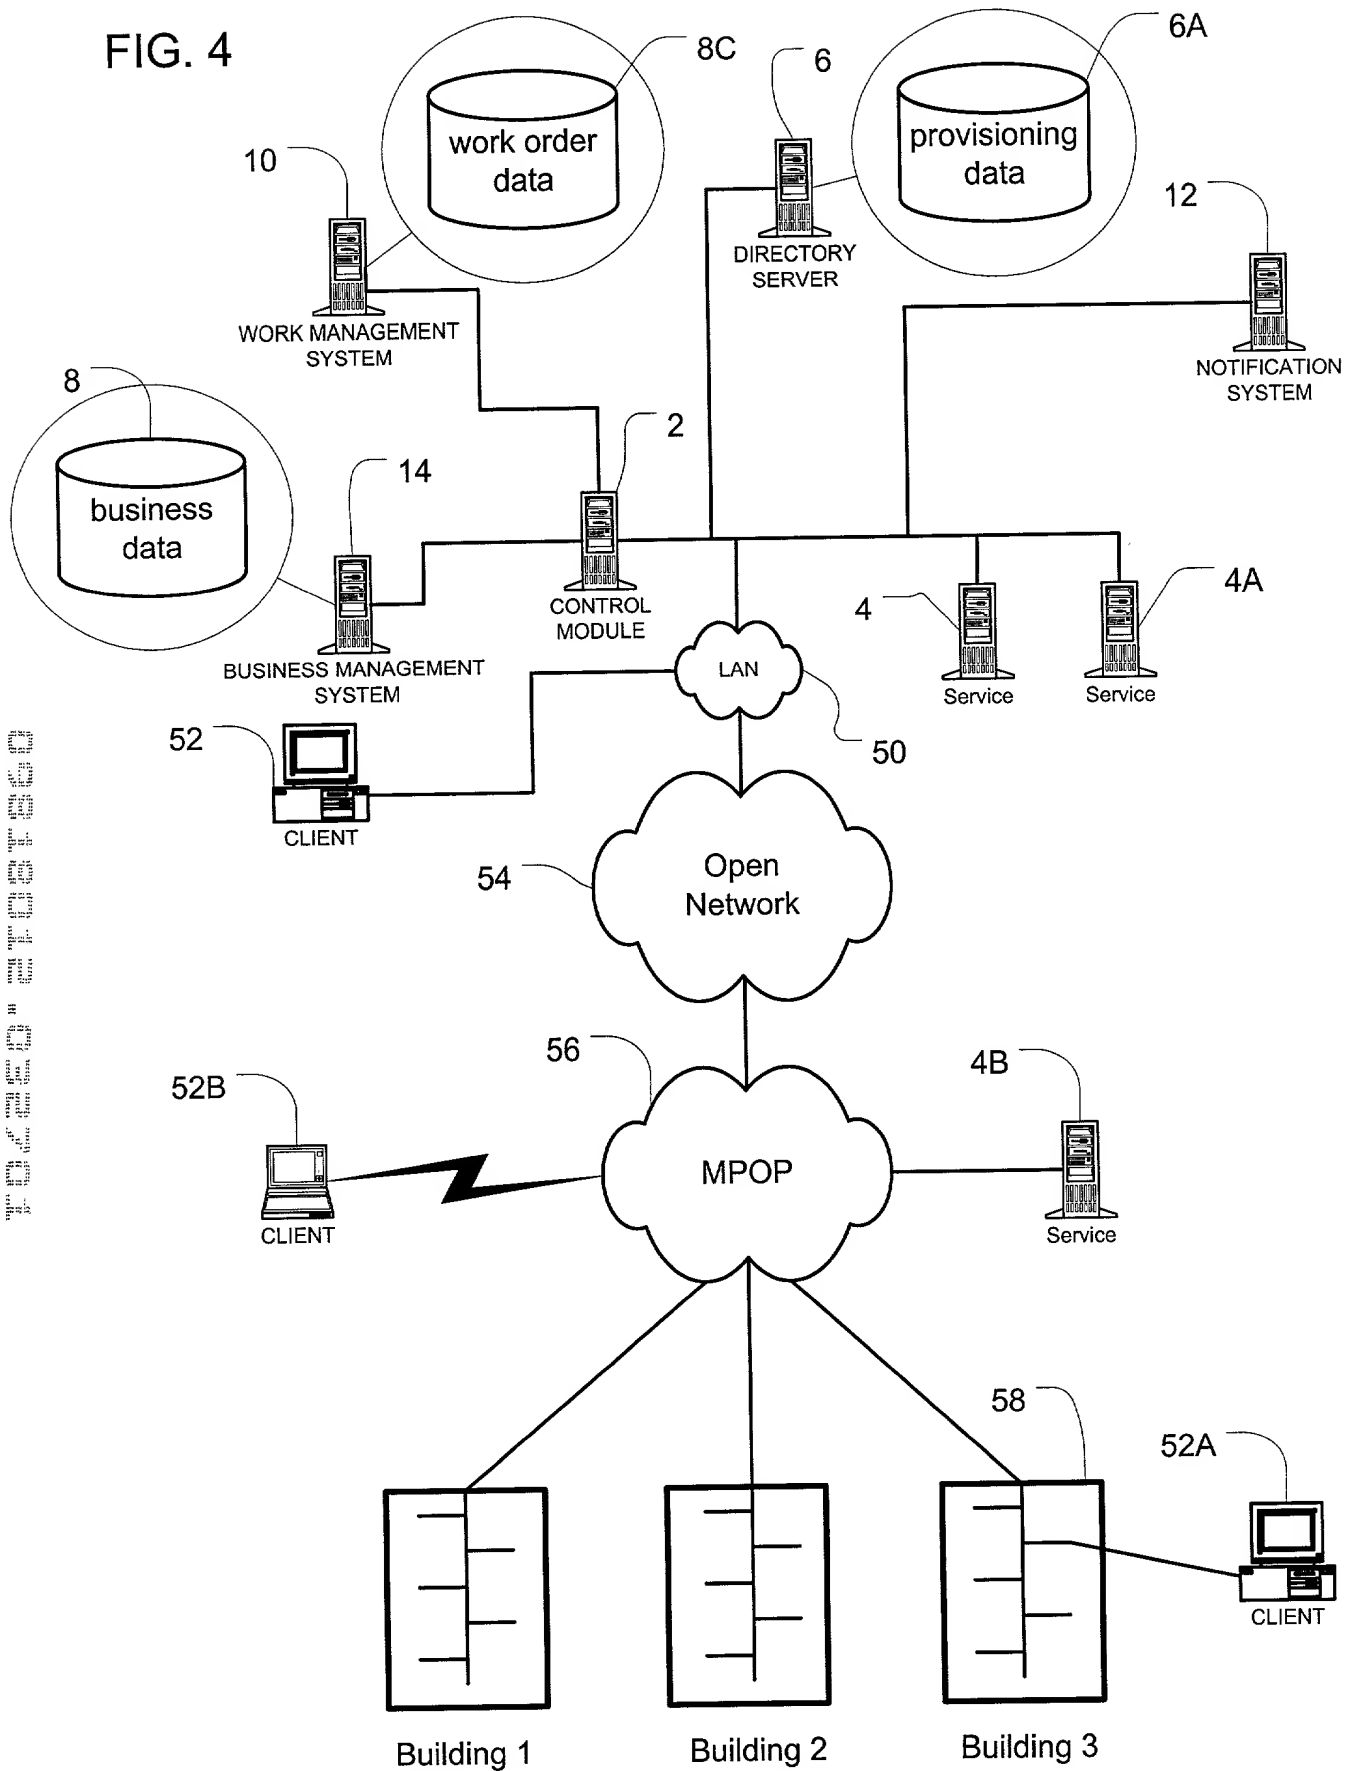 FIG. 4
8C
6
6A
work order
data
provisioning
data
10
12
DIRECTORY
SERVER
WORK MANAGEMENT
SYSTEM
NOTIFICATION
SYSTEM
8
2
14
business
data
4
4A
CONTROL
MODULE
BUSINESS MANAGEMENT
SYSTEM
LAN
Service
Service
52
50
CLIENT
Open
Network
54
56
4B
52B
MPOP
CLIENT
Service
58
52A
CLIENT
Building 1
Building 2
Building 3